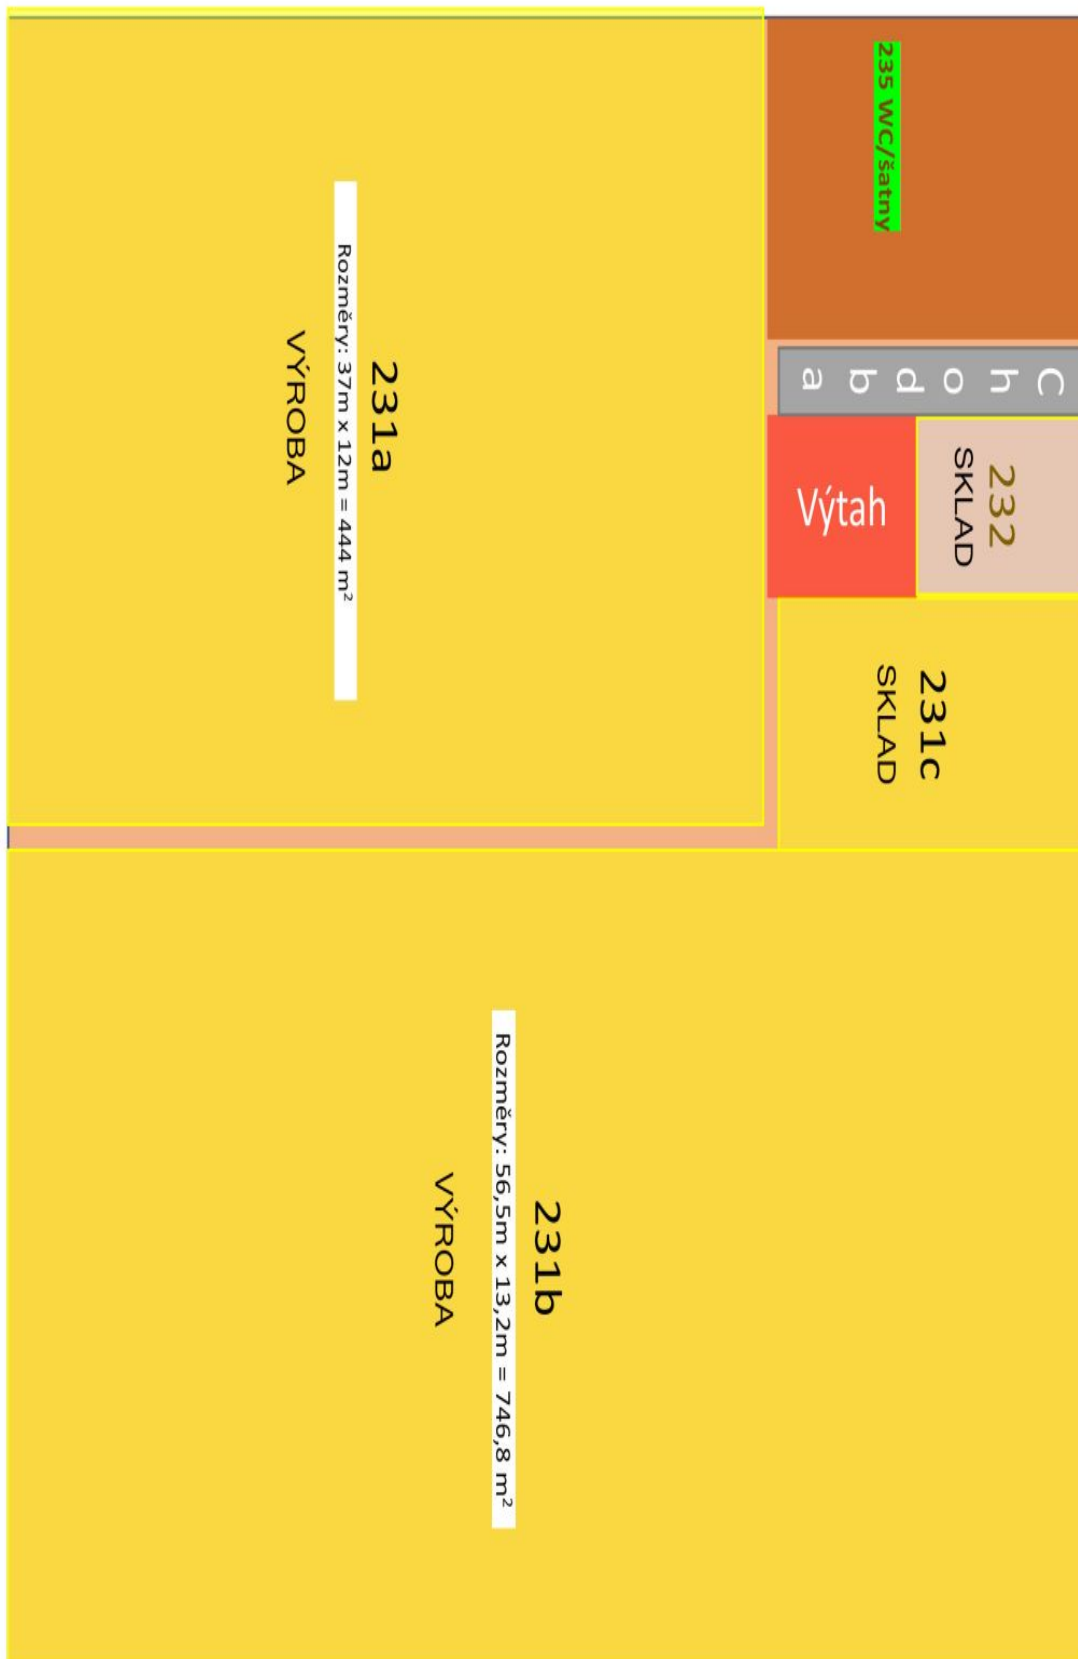 235 WC/šatny
Chodba
232
SKLAD
Výtah
231c
SKLAD
231a
Rozměry: 37m x 12m = 444 m²
VÝROBA
231b
Rozměry: 56,5m x 13,2m = 746,8 m²
VÝROBA